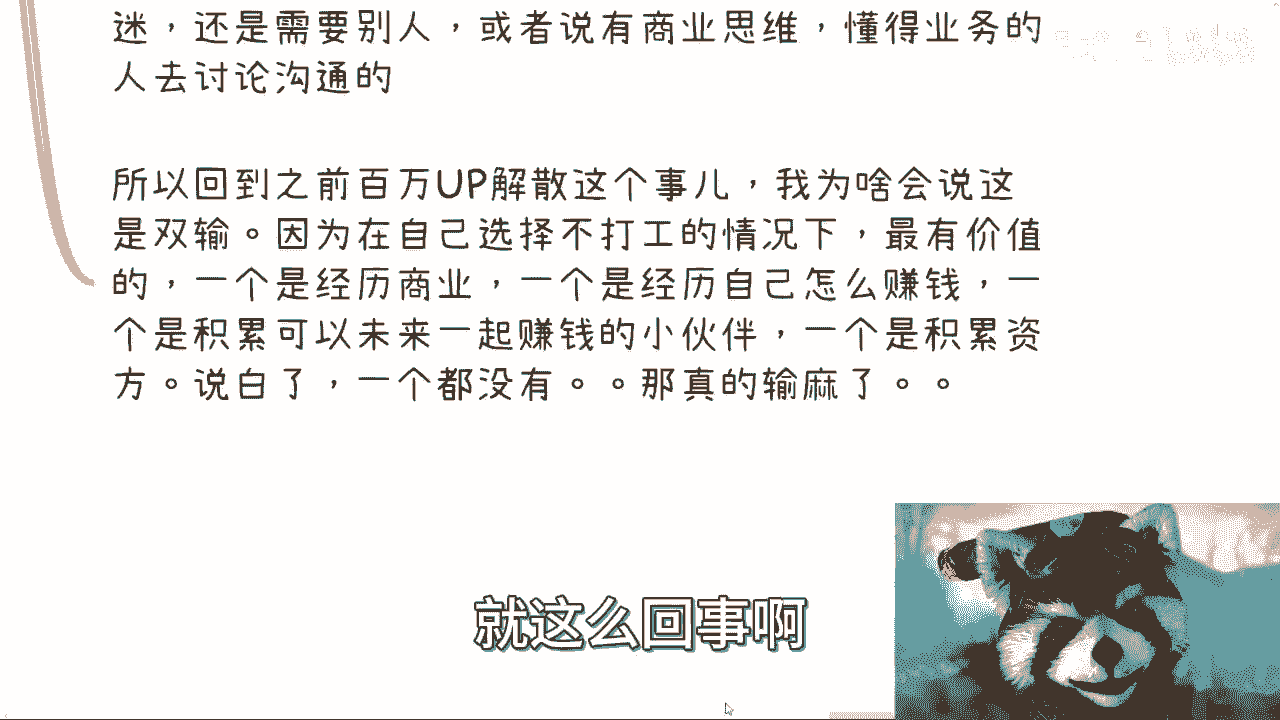 迷，还是需要别人，或者说有商业思维，懂得业务的
人去讨论沟通的
所以回到之前百万UP解散这个事儿，我为啥会说这
是双输。因为在自己选择不打工的情况下，最有价值
的，一个是经历商业，一个是经历自己怎么赚钱，一
个是积累可以未来一起赚钱的小伙伴，一个是积累资
方。说白了，一个都没有。。那真的输麻了。。
就这么回事啊